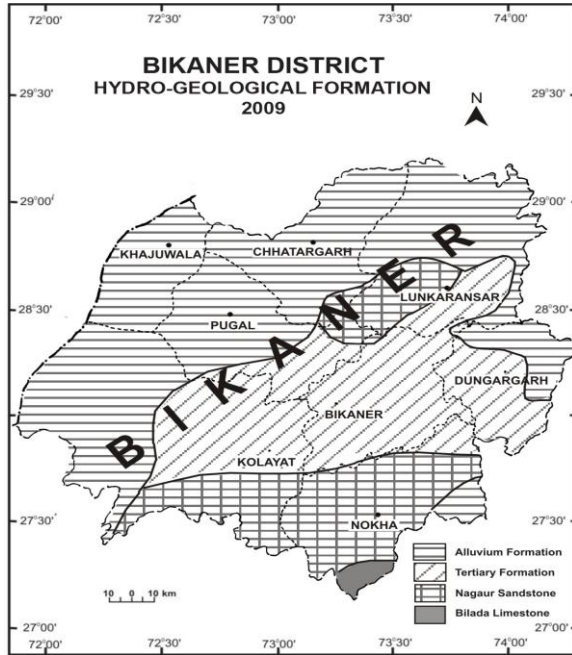 72°00' 72°30' 73°00' 73°30' 74°00'
BIKANER DISTRICT
HYDRO-GEOLOGICAL FORMATION
2009
N
29°30' 29°30'
29°00' 29°00'
28°30' 28°30'
28°00'
27°30' 27°30'
27°00' 27°00'
KHAJUWALA
CHHATARGARH
LUNKARANSAR
PUGAL
DUNGARGARH
BIKANER
KOLAYAT
NOKHA
BIKANER
10 0 10 km
Alluvium Formation
Tertiary Formation
Nagaur Sandstone
Bilada Limestone
72°00' 72°30' 73°00' 73°30' 74°00'